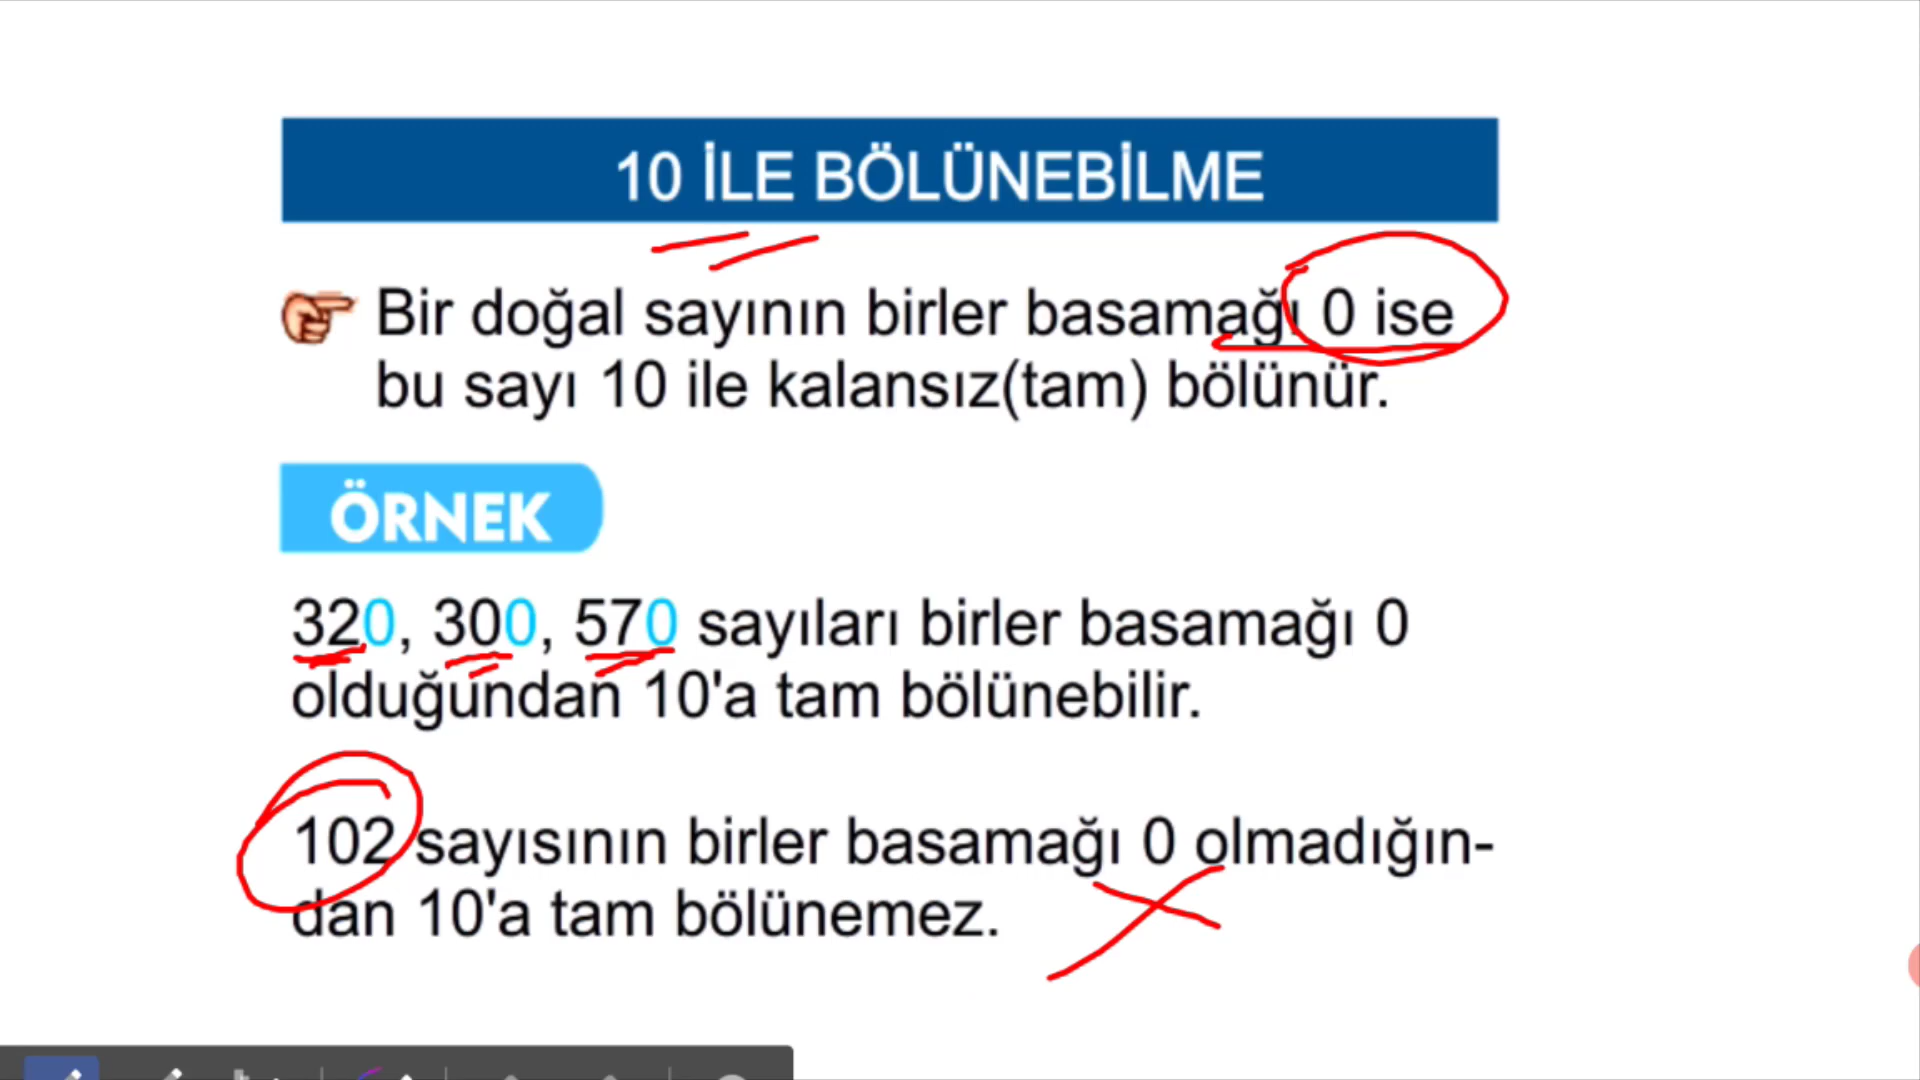 10 İLE BÖLÜNEBİLME
Bir doğal sayının birler basamağı 0 ise
bu sayı 10 ile kalansız(tam) bölünür.
ÖRNEK
320, 300, 570 sayıları birler basamağı 0
olduğundan 10'a tam bölünebilir.
102 sayısının birler basamağı 0 olmadığın-
dan 10'a tam bölünemez.